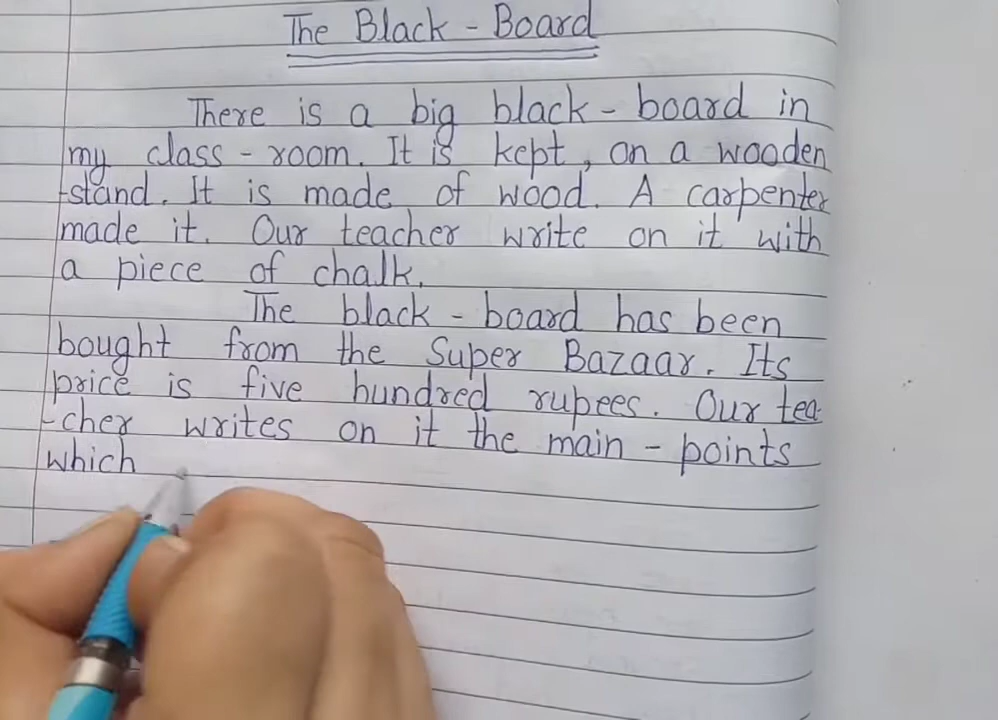 The Black - Board
There is a big black - board in
my class - room. It is kept, on a wooden
-stand. It is made of wood. A carpenter
made it. Our teacher write on it with
a piece of chalk.
The black - board has been
bought from the Super Bazaar. Its
price is five hundred rupees. Our tea-
-cher writes on it the main - points
which